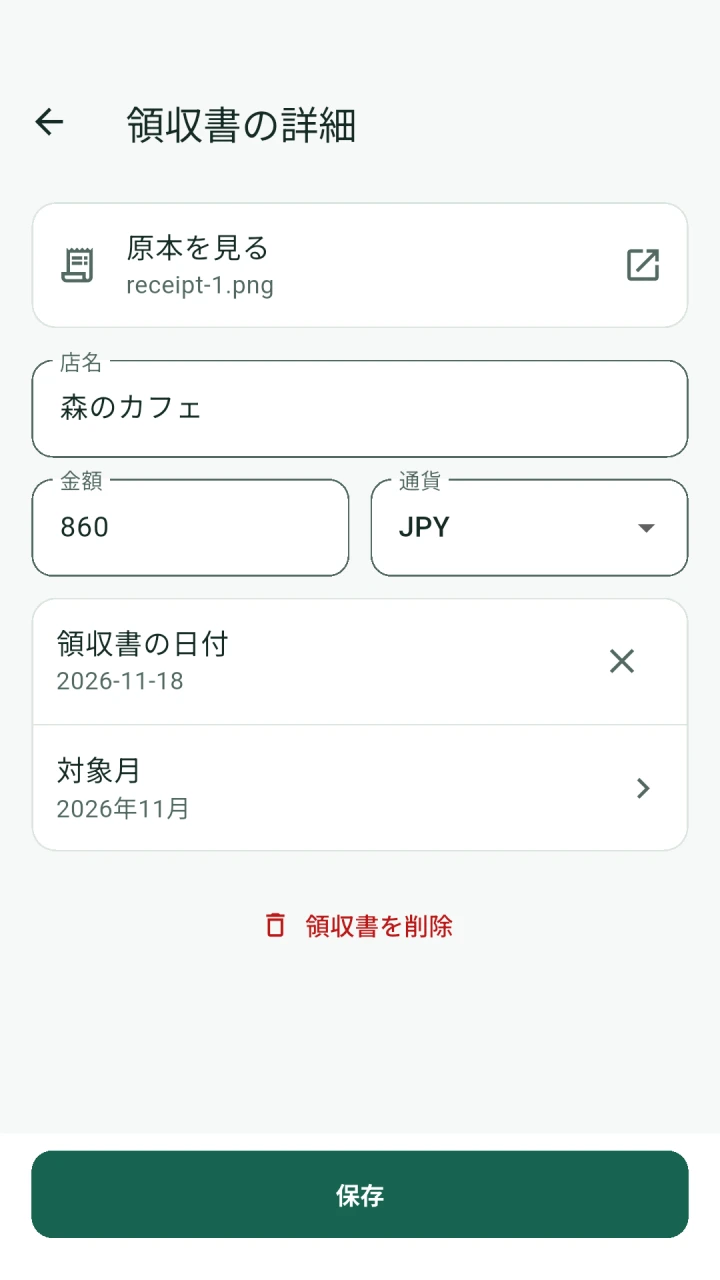 領収書の詳細
原本を見る
receipt-1.png
店名
森のカフェ
金額
860
通貨
JPY
領収書の日付
2026-11-18
対象月
2026年11月
領収書を削除
保存